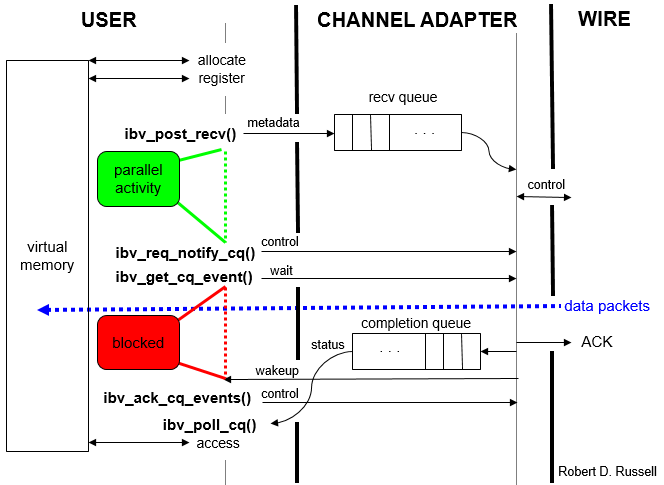 USER
CHANNEL ADAPTER
WIRE
allocate
register
recv queue
metadata
ibv_post_recv()
. . .
parallel
activity
control
virtual
memory
ibv_req_notify_cq()
control
ibv_get_cq_event()
wait
data packets
completion queue
blocked
status
. . .
ACK
wakeup
ibv_ack_cq_events()
control
ibv_poll_cq()
access
Robert D. Russell